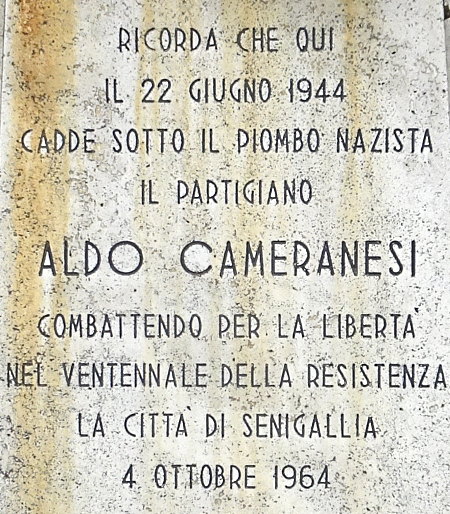 RICORDA CHE QUI
IL 22 GIUGNO 1944
CADDE SOTTO IL PIOMBO NAZISTA
IL PARTIGIANO
ALDO CAMERANESI
COMBATTENDO PER LA LIBERTA'
NEL VENTENNALE DELLA RESISTENZA
LA CITTA' DI SENIGALLIA
4 OTTOBRE 1964